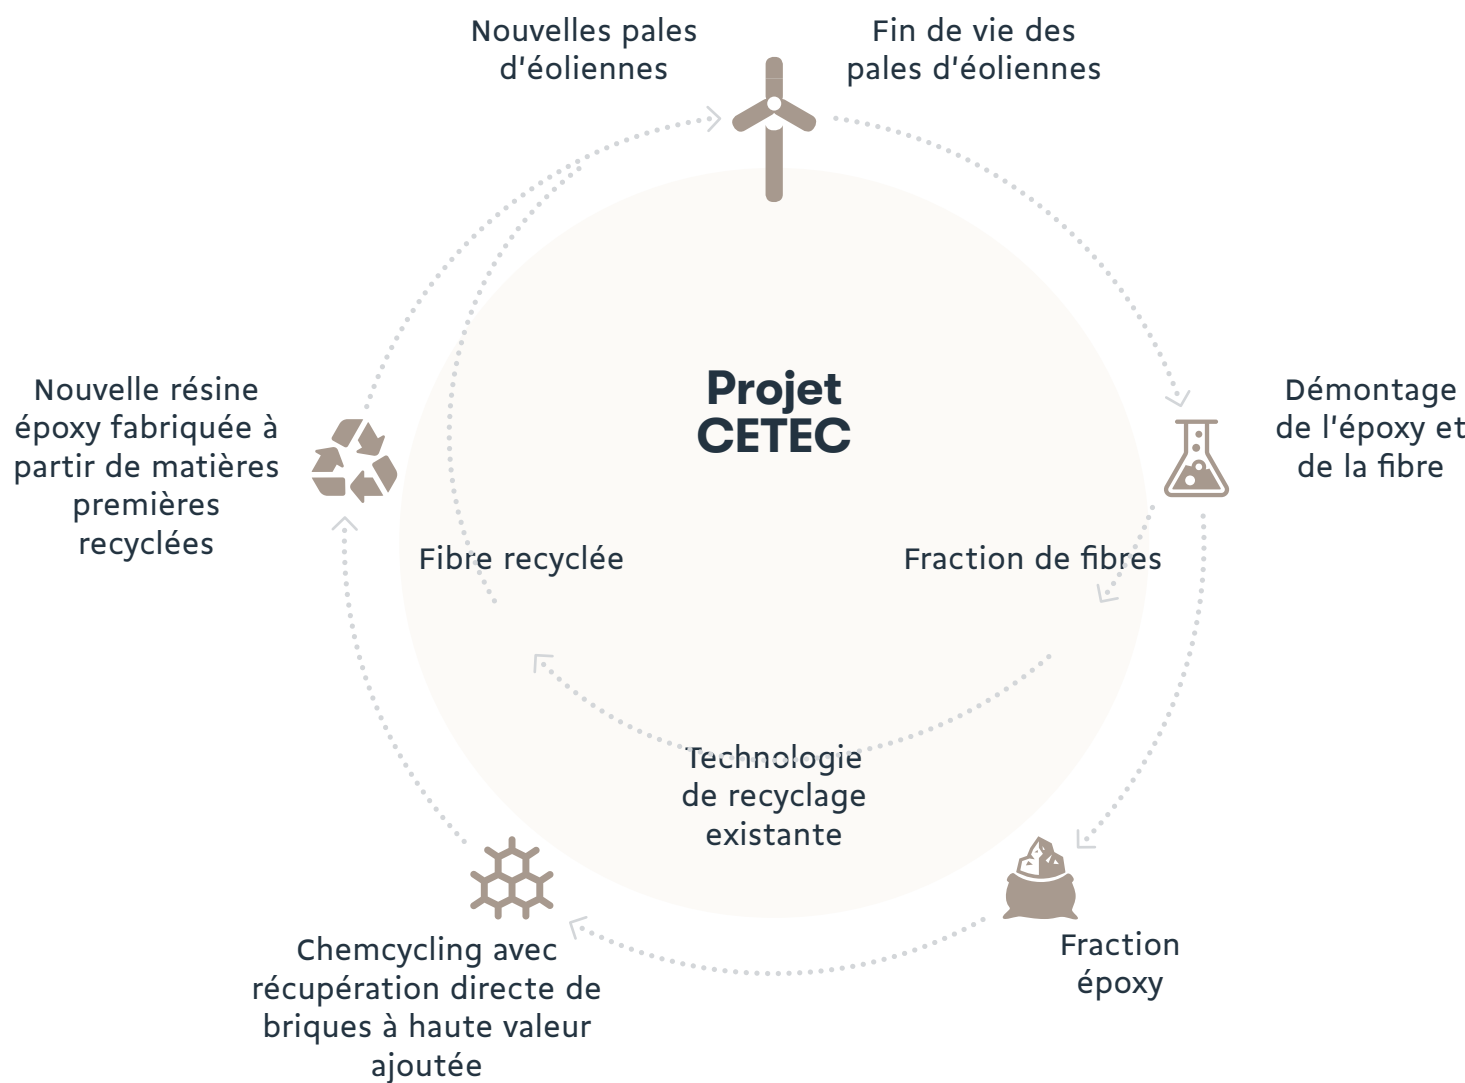 Nouvelles pales
d'éoliennes
Fin de vie des
pales d'éoliennes
Projet
CETEC
Nouvelle résine
époxy fabriquée à
partir de matières
premières
recyclées
Démontage
de l'époxy et
de la fibre
Fibre recyclée
Fraction de fibres
Technologie
de recyclage
existante
Chemcycling avec
récupération directe de
briques à haute valeur
ajoutée
Fraction
époxy